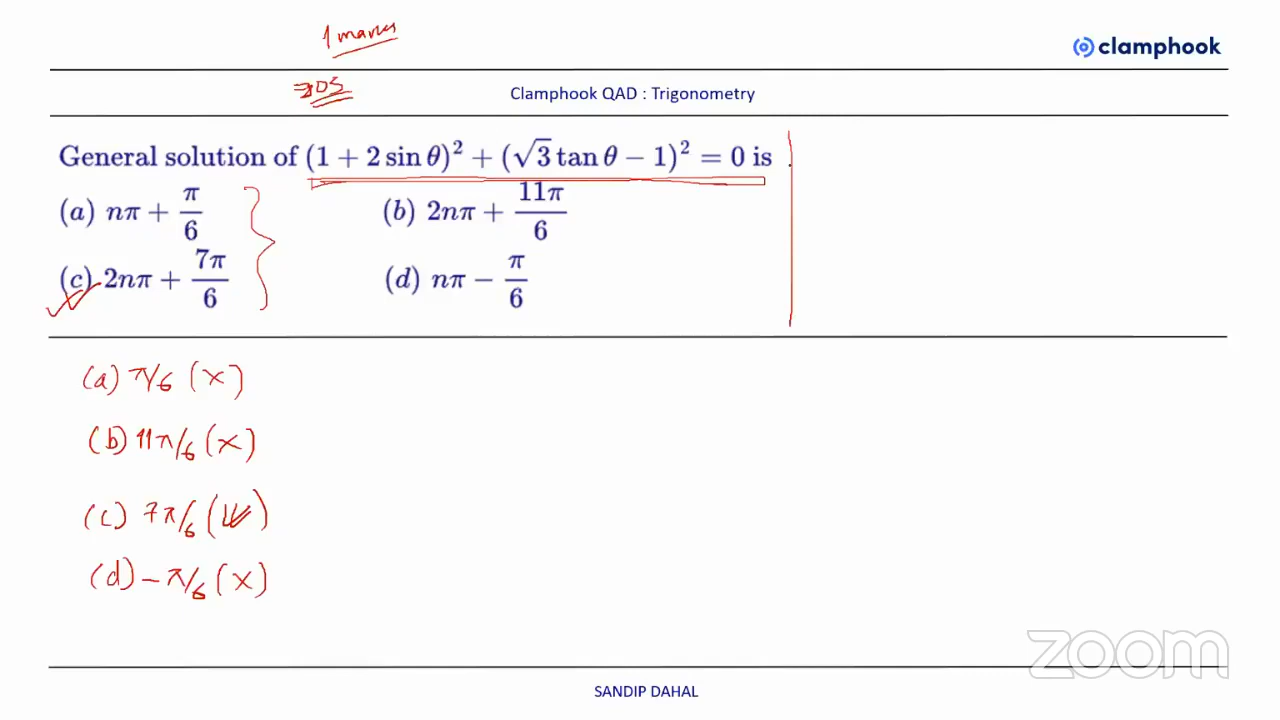 1 marks
clamphook
Clamphook QAD : Trigonometry
General solution of (1 + 2 sin θ)² + (√3 tan θ − 1)² = 0 is
(a) nπ + π/6 (b) 2nπ + 11π/6
(c) 2nπ + 7π/6 (d) nπ − π/6
(a) π/6 (×)
(b) 11π/6 (×)
(c) 7π/6 (✓)
(d) −π/6 (×)
zoom
SANDIP DAHAL